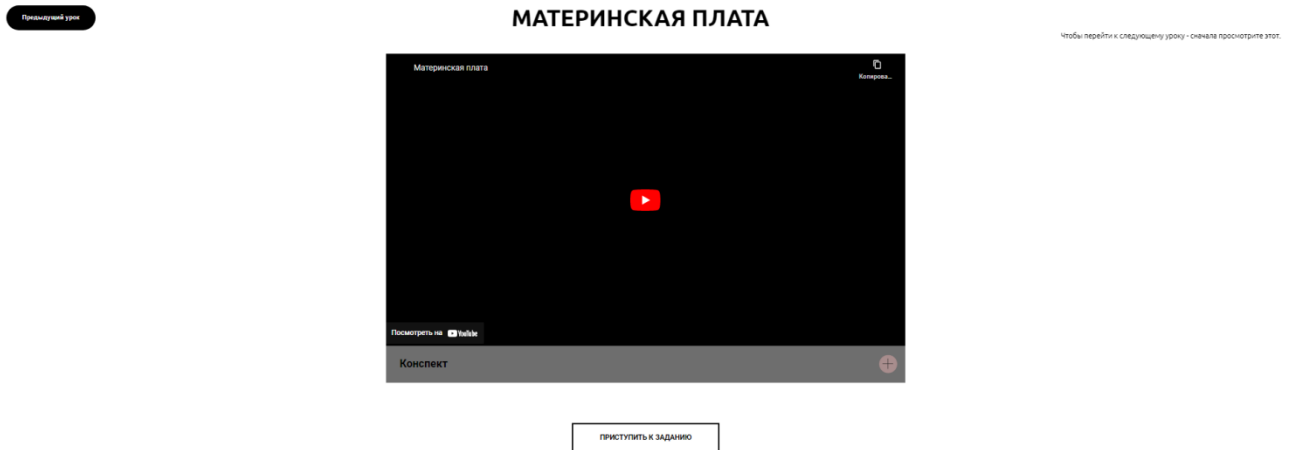 Предыдущий урок
МАТЕРИНСКАЯ ПЛАТА
Чтобы перейти к следующему уроку - сначала просмотрите этот.
Материнская плата
Копирова...
Посмотреть на YouTube
Конспект
ПРИСТУПИТЬ К ЗАДАНИЮ